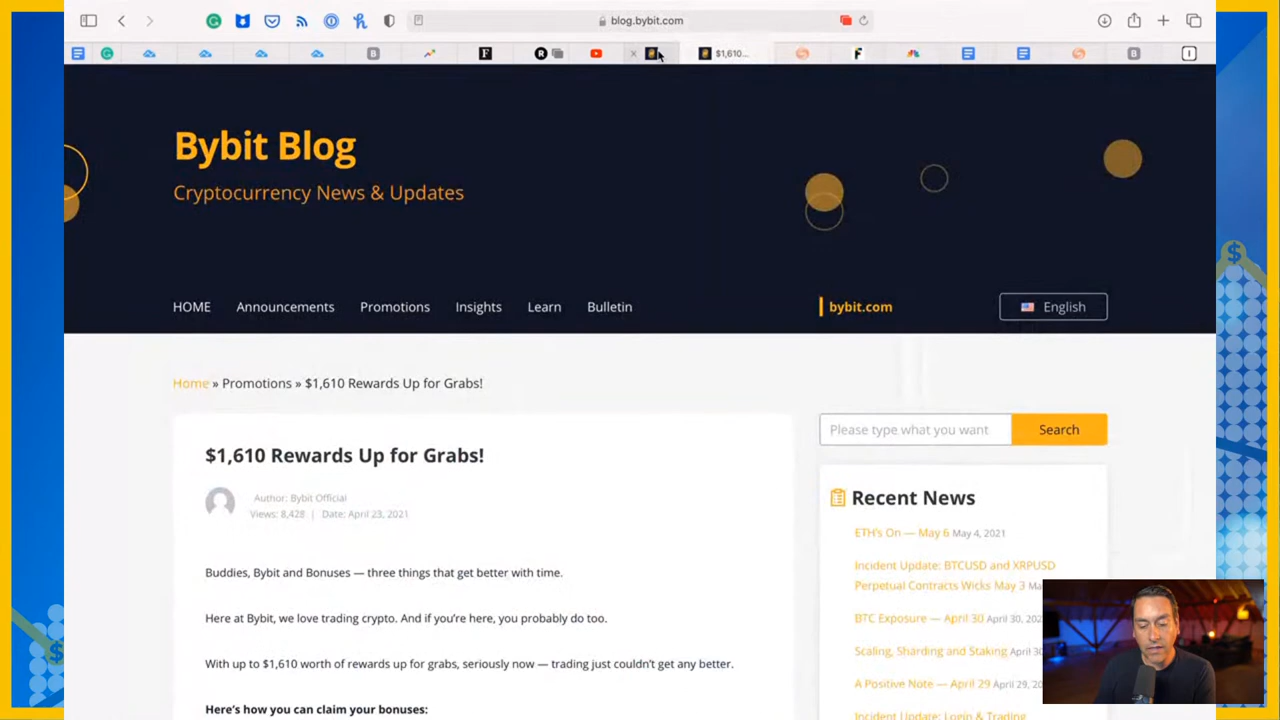 blog.bybit.com
$1,610...
Bybit Blog
Cryptocurrency News & Updates
HOME Announcements Promotions Insights Learn Bulletin
bybit.com
English
Home » Promotions » $1,610 Rewards Up for Grabs!
$1,610 Rewards Up for Grabs!
Author: Bybit Official
Views: 8,428 | Date: April 23, 2021
Buddies, Bybit and Bonuses — three things that get better with time.
Here at Bybit, we love trading crypto. And if you're here, you probably do too.
With up to $1,610 worth of rewards up for grabs, seriously now — trading just couldn't get any better.
Here's how you can claim your bonuses:
Please type what you want
Search
Recent News
ETH's On — May 6 May 4, 2021
Incident Update: BTCUSD and XRPUSD
Perpetual Contracts Wicks May 3
BTC Exposure — April 30 April 30, 202
Scaling, Sharding and Staking April 30
A Positive Note — April 29 April 29, 202
Incident Update: Login & Trading